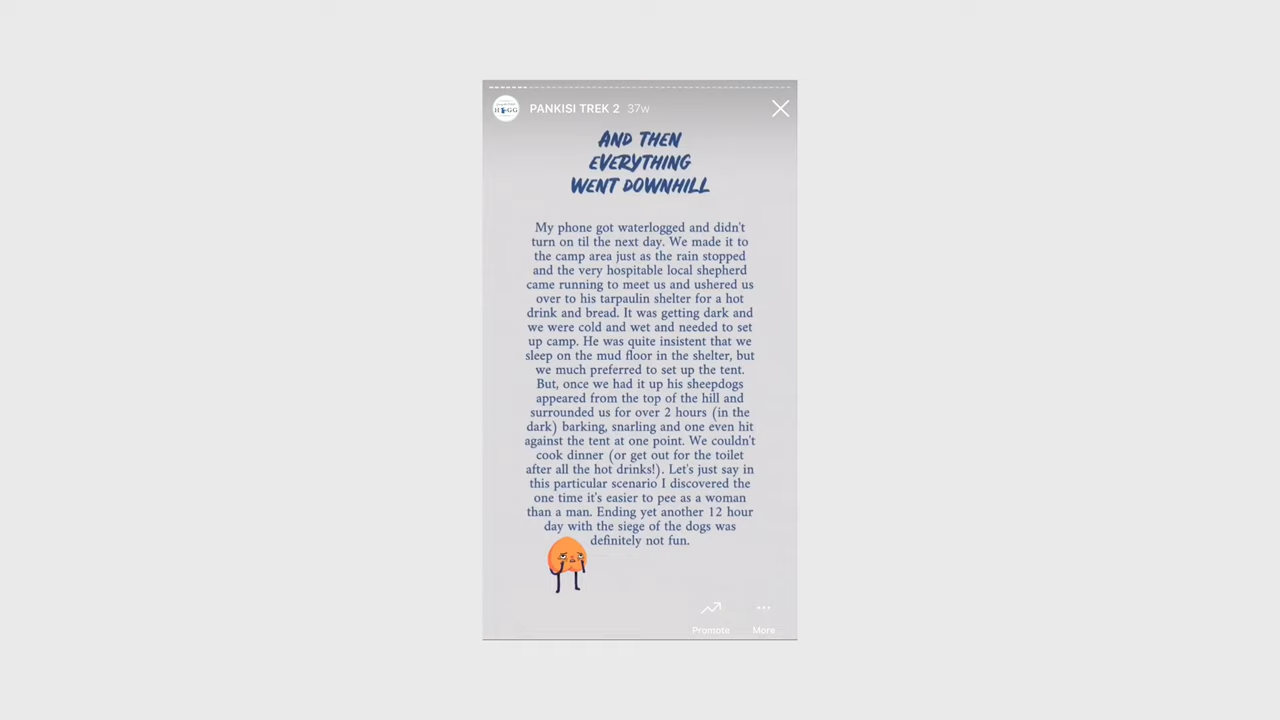 H GG
PANKISI TREK 2 37w
AND THEN
EVERYTHING
WENT DOWNHILL
My phone got waterlogged and didn't
turn on til the next day. We made it to
the camp area just as the rain stopped
and the very hospitable local shepherd
came running to meet us and ushered us
over to his tarpaulin shelter for a hot
drink and bread. It was getting dark and
we were cold and wet and needed to set
up camp. He was quite insistent that we
sleep on the mud floor in the shelter, but
we much preferred to set up the tent.
But, once we had it up his sheepdogs
appeared from the top of the hill and
surrounded us for over 2 hours (in the
dark) barking, snarling and one even hit
against the tent at one point. We couldn't
cook dinner (or get out for the toilet
after all the hot drinks!). Let's just say in
this particular scenario I discovered the
one time it's easier to pee as a woman
than a man. Ending yet another 12 hour
day with the siege of the dogs was
definitely not fun.
Promote More